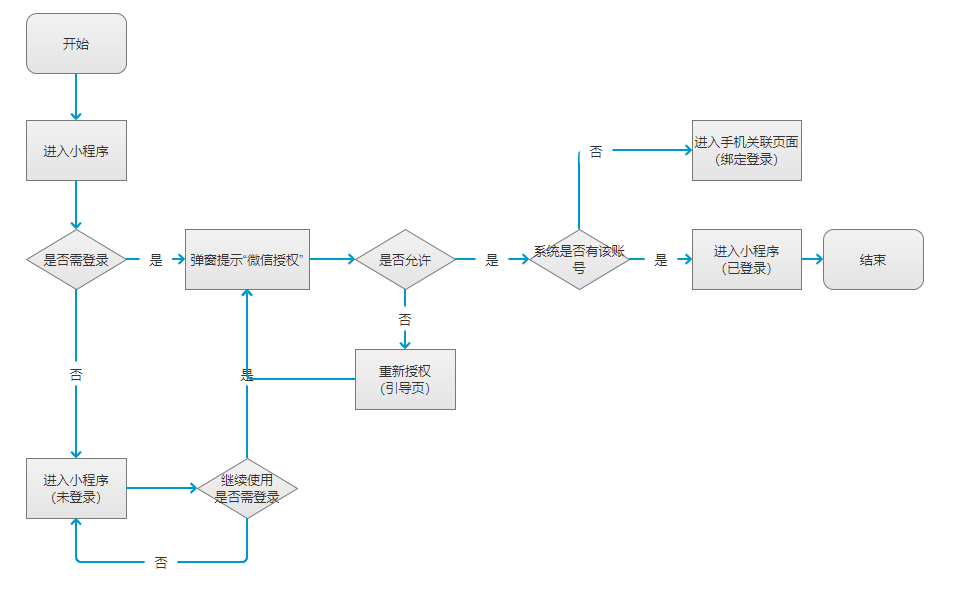 开始
进入小程序
是否需登录
是
弹窗提示“微信授权”
是否允许
是
系统是否有该账
号
是
进入小程序
（已登录）
结束
否
进入手机关联页面
（绑定登录）
否
重新授权
（引导页）
否
是
进入小程序
（未登录）
继续使用
是否需登录
否